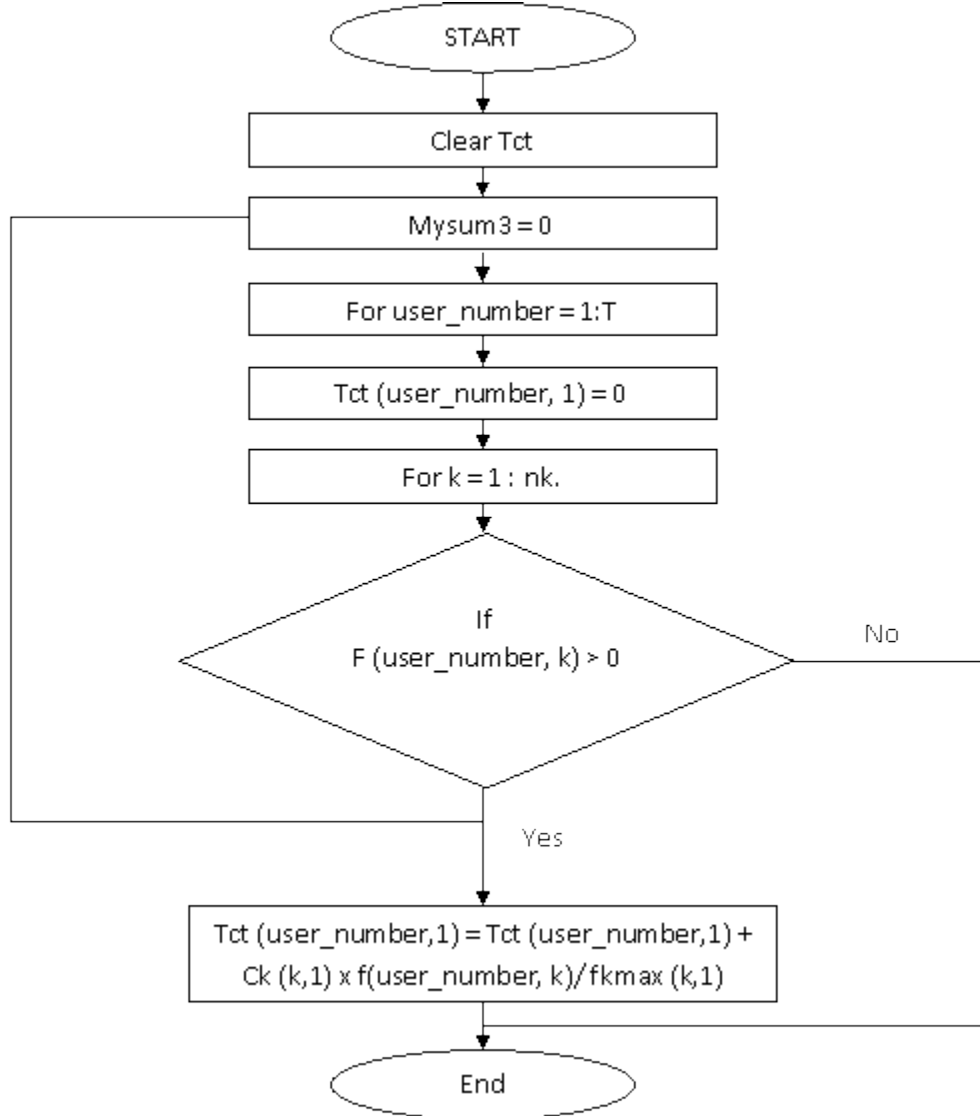 START
Clear Tct
Mysum3 = 0
For user_number = 1:T
Tct (user_number, 1) = 0
For k = 1 : nk.
If
F (user_number, k) > 0
No
Yes
Tct (user_number,1) = Tct (user_number,1) +
Ck (k,1) x f(user_number, k)/fkmax (k,1)
End